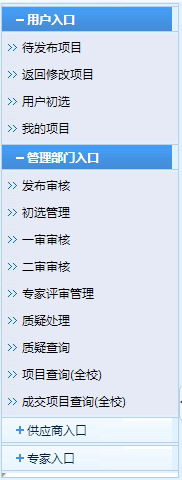 用户入口
待发布项目
返回修改项目
用户初选
我的项目
管理部门入口
发布审核
初选管理
一审审核
二审审核
专家评审管理
质疑处理
质疑查询
项目查询(全校)
成交项目查询(全校)
供应商入口
专家入口